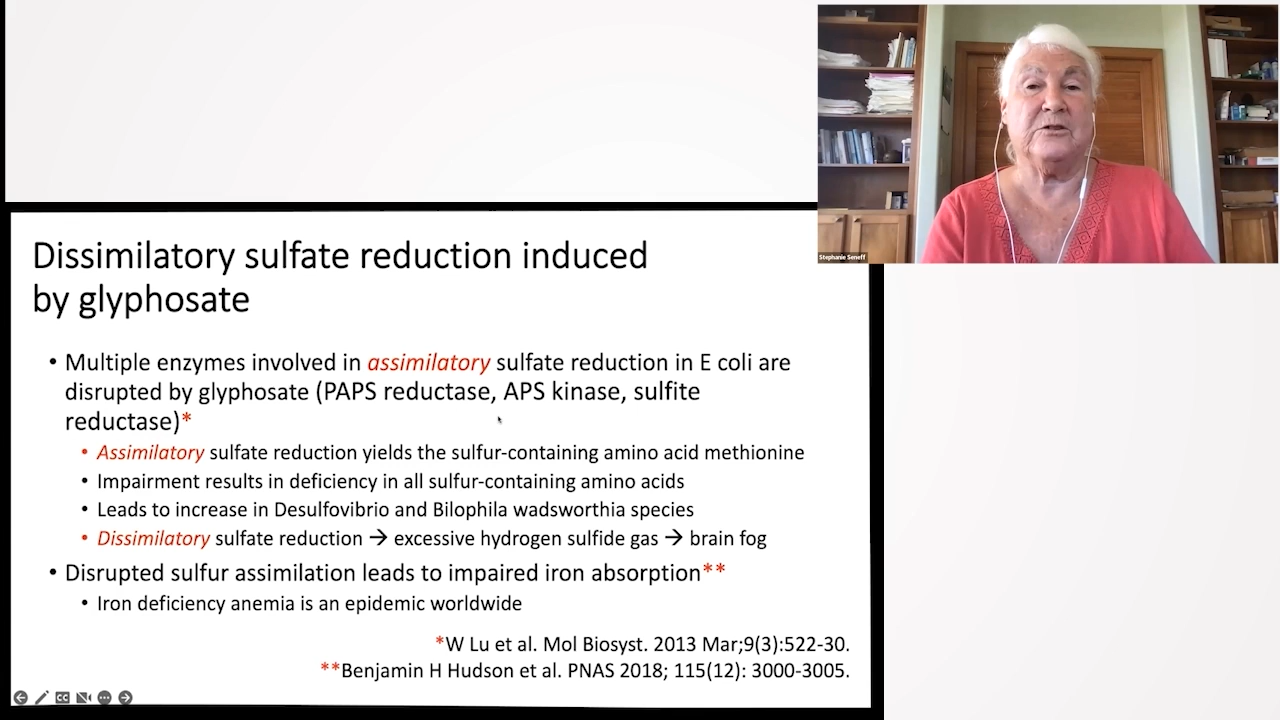 Stephanie Seneff
Dissimilatory sulfate reduction induced
by glyphosate
• Multiple enzymes involved in assimilatory sulfate reduction in E coli are
disrupted by glyphosate (PAPS reductase, APS kinase, sulfite
reductase)*
• Assimilatory sulfate reduction yields the sulfur-containing amino acid methionine
• Impairment results in deficiency in all sulfur-containing amino acids
• Leads to increase in Desulfovibrio and Bilophila wadsworthia species
• Dissimilatory sulfate reduction → excessive hydrogen sulfide gas → brain fog
• Disrupted sulfur assimilation leads to impaired iron absorption**
• Iron deficiency anemia is an epidemic worldwide
*W Lu et al. Mol Biosyst. 2013 Mar;9(3):522-30.
**Benjamin H Hudson et al. PNAS 2018; 115(12): 3000-3005.
CC